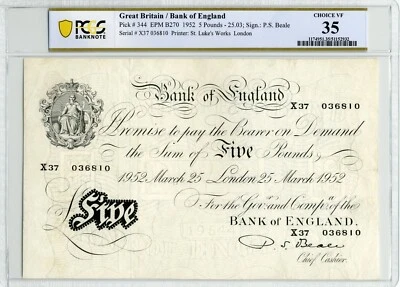 PCGS
BANKNOTE
Great Britain / Bank of England
Pick # 344 EPM B270 1952 5 Pounds - 25.03; Sign.: P.S. Beale
Serial # X37 036810 Printer: St. Luke's Works London
CHOICE VF
35
Bank of England
X37 036810
Promise to pay the Bearer on Demand
the Sum of Five Pounds
X37 036810
1952 March 25 London 25 March 1952
For the Govr. and Compa. of the
BANK OF ENGLAND.
£Five
X37 036810
P. S. Beale
Chief Cashier.